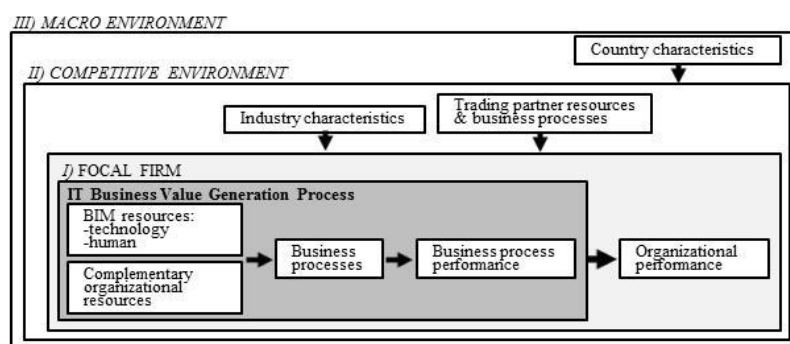 III) MACRO ENVIRONMENT
Country characteristics
II) COMPETITIVE ENVIRONMENT
Industry characteristics
Trading partner resources
& business processes
I) FOCAL FIRM
IT Business Value Generation Process
BIM resources:
-technology
-human
Complementary
organizational
resources
Business
processes
Business process
performance
Organizational
performance